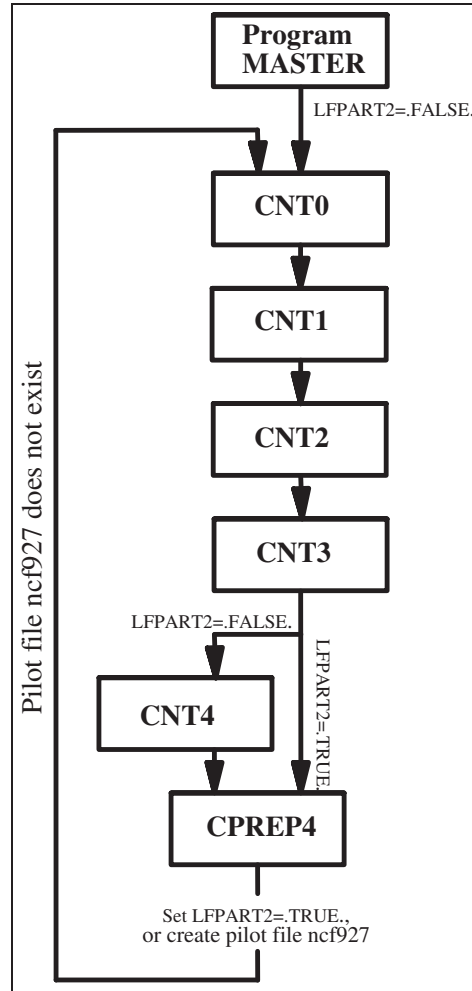 Program
MASTER
LFPART2=.FALSE.
CNT0
CNT1
CNT2
CNT3
LFPART2=.FALSE.
LFPART2=.TRUE.
CNT4
CPREP4
Set LFPART2=.TRUE.,
or create pilot file ncf927
Pilot file ncf927 does not exist